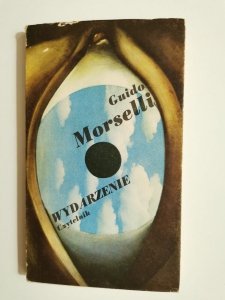 Guido
Morselli
WYDARZENIE
Czytelnik